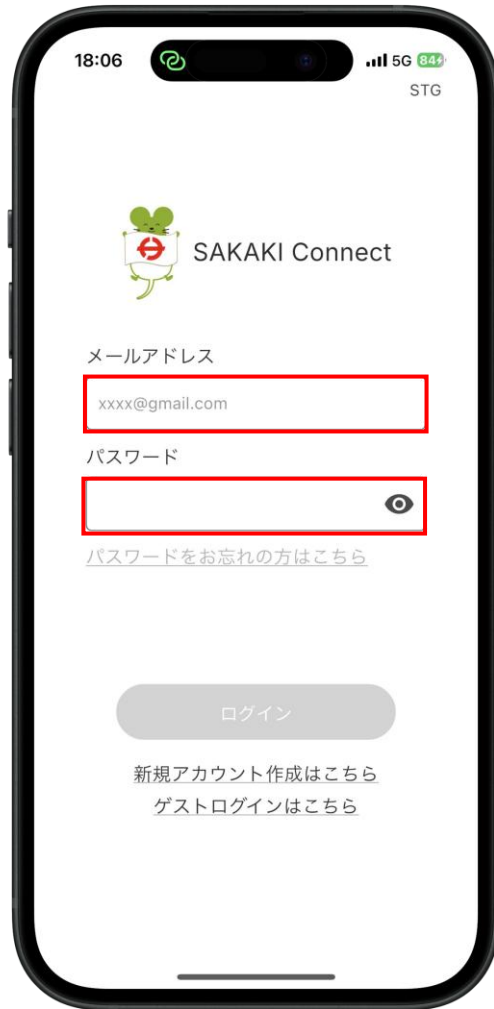 18:06 5G 84
STG
SAKAKI Connect
メールアドレス
xxxx@gmail.com
パスワード
パスワードをお忘れの方はこちら
ログイン
新規アカウント作成はこちら
ゲストログインはこちら